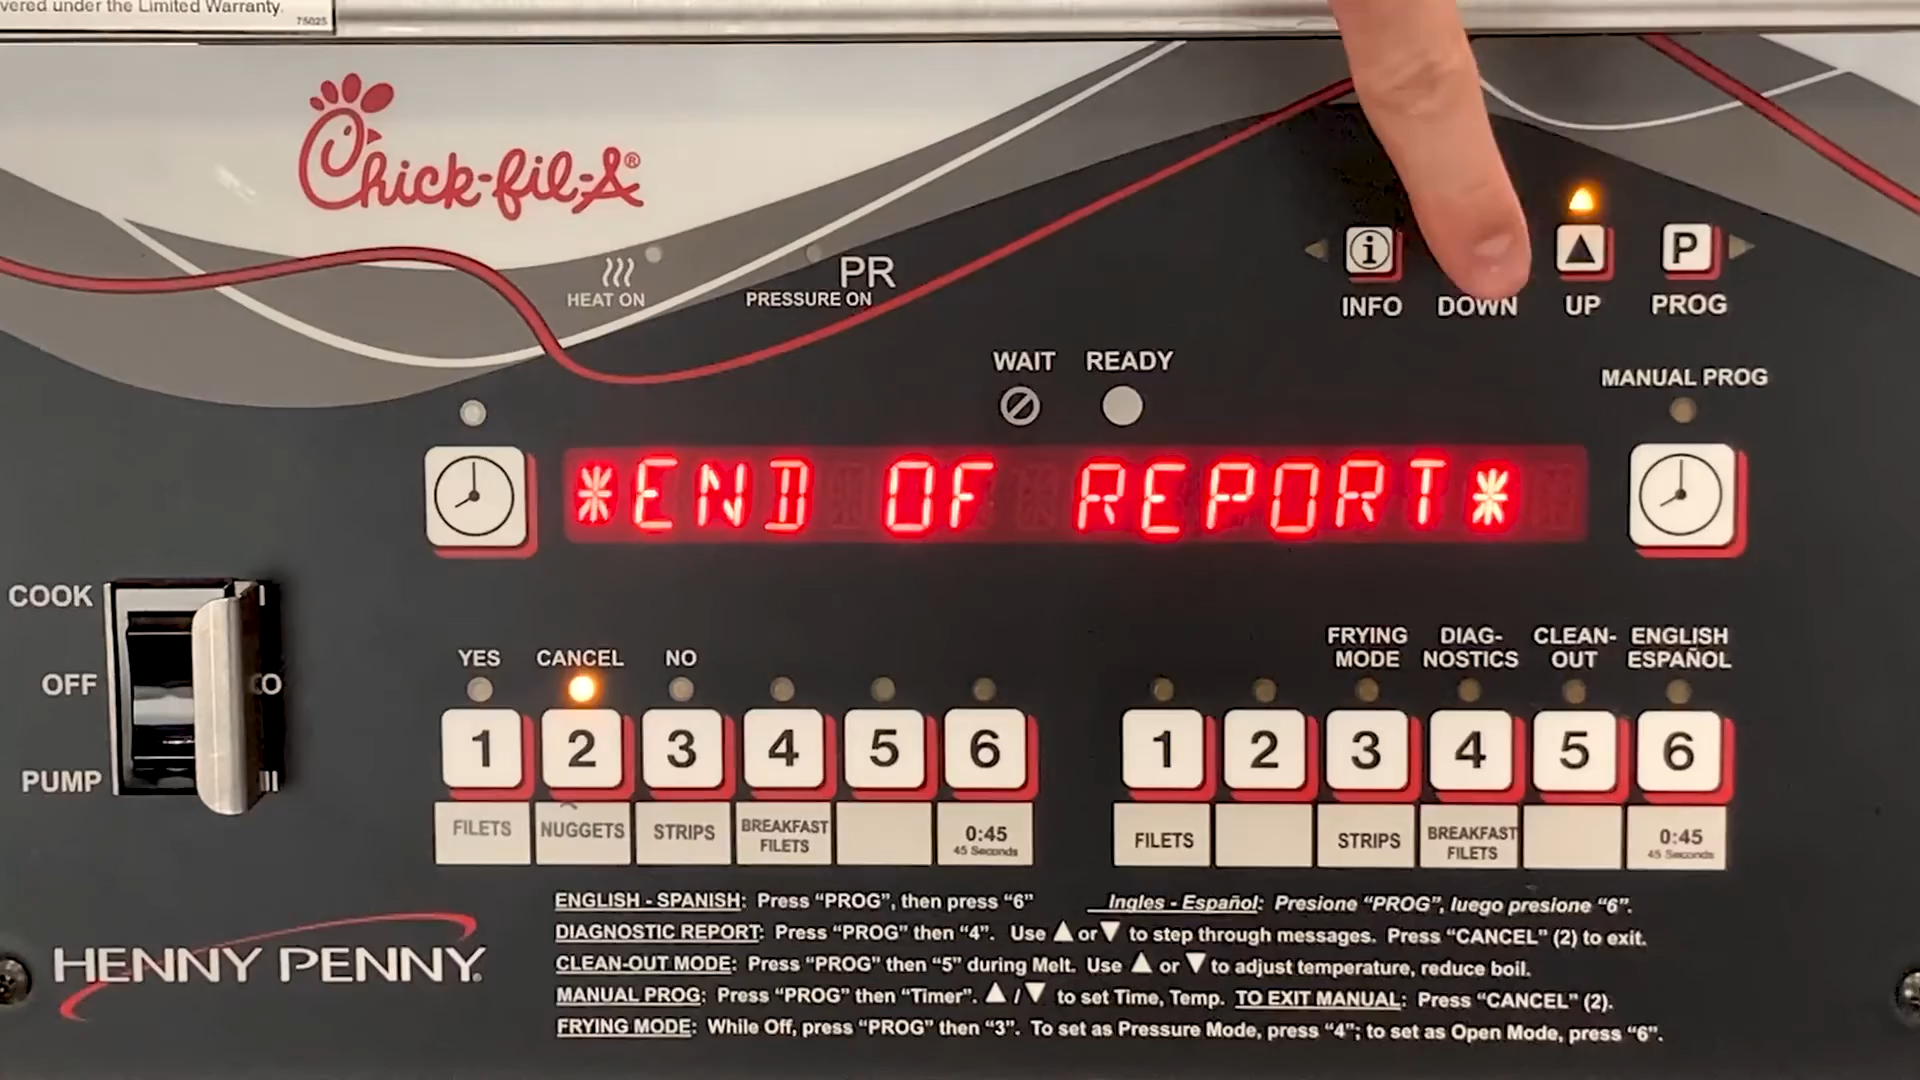 vered under the Limited Warranty.
75025
Chick-fil-A®
HEAT ON
PR
PRESSURE ON
INFO DOWN UP P PROG
WAIT READY
MANUAL PROG
*END OF REPORT*
COOK I
OFF O
PUMP II
YES CANCEL NO
FRYING MODE DIAG-NOSTICS CLEAN-OUT ENGLISH ESPAÑOL
1 2 3 4 5 6 1 2 3 4 5 6
FILETS NUGGETS STRIPS BREAKFAST FILETS 0:45 45 Seconds FILETS STRIPS BREAKFAST FILETS 0:45 45 Seconds
ENGLISH - SPANISH: Press “PROG”, then press “6” Ingles - Español: Presione “PROG”, luego presione “6”.
DIAGNOSTIC REPORT: Press “PROG” then “4”. Use ▲ or ▼ to step through messages. Press “CANCEL” (2) to exit.
CLEAN-OUT MODE: Press “PROG” then “5” during Melt. Use ▲ or ▼ to adjust temperature, reduce boil.
MANUAL PROG: Press “PROG” then “Timer”. ▲ / ▼ to set Time, Temp. TO EXIT MANUAL: Press “CANCEL” (2).
FRYING MODE: While Off, press “PROG” then “3”. To set as Pressure Mode, press “4”; to set as Open Mode, press “6”.
HENNY PENNY